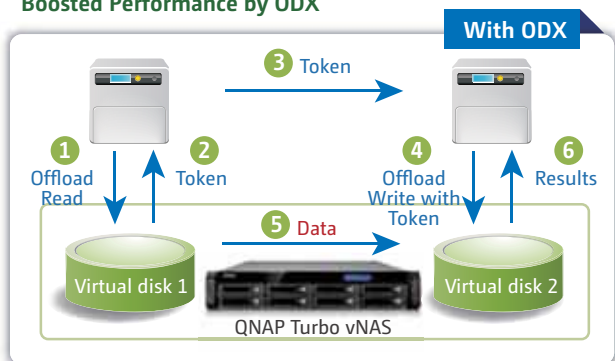 Boosted Performance by ODX
With ODX
3 Token
1
Offload
Read
2
Token
4
Offload
Write with
Token
6
Results
5 Data
Virtual disk 1
Virtual disk 2
QNAP Turbo vNAS